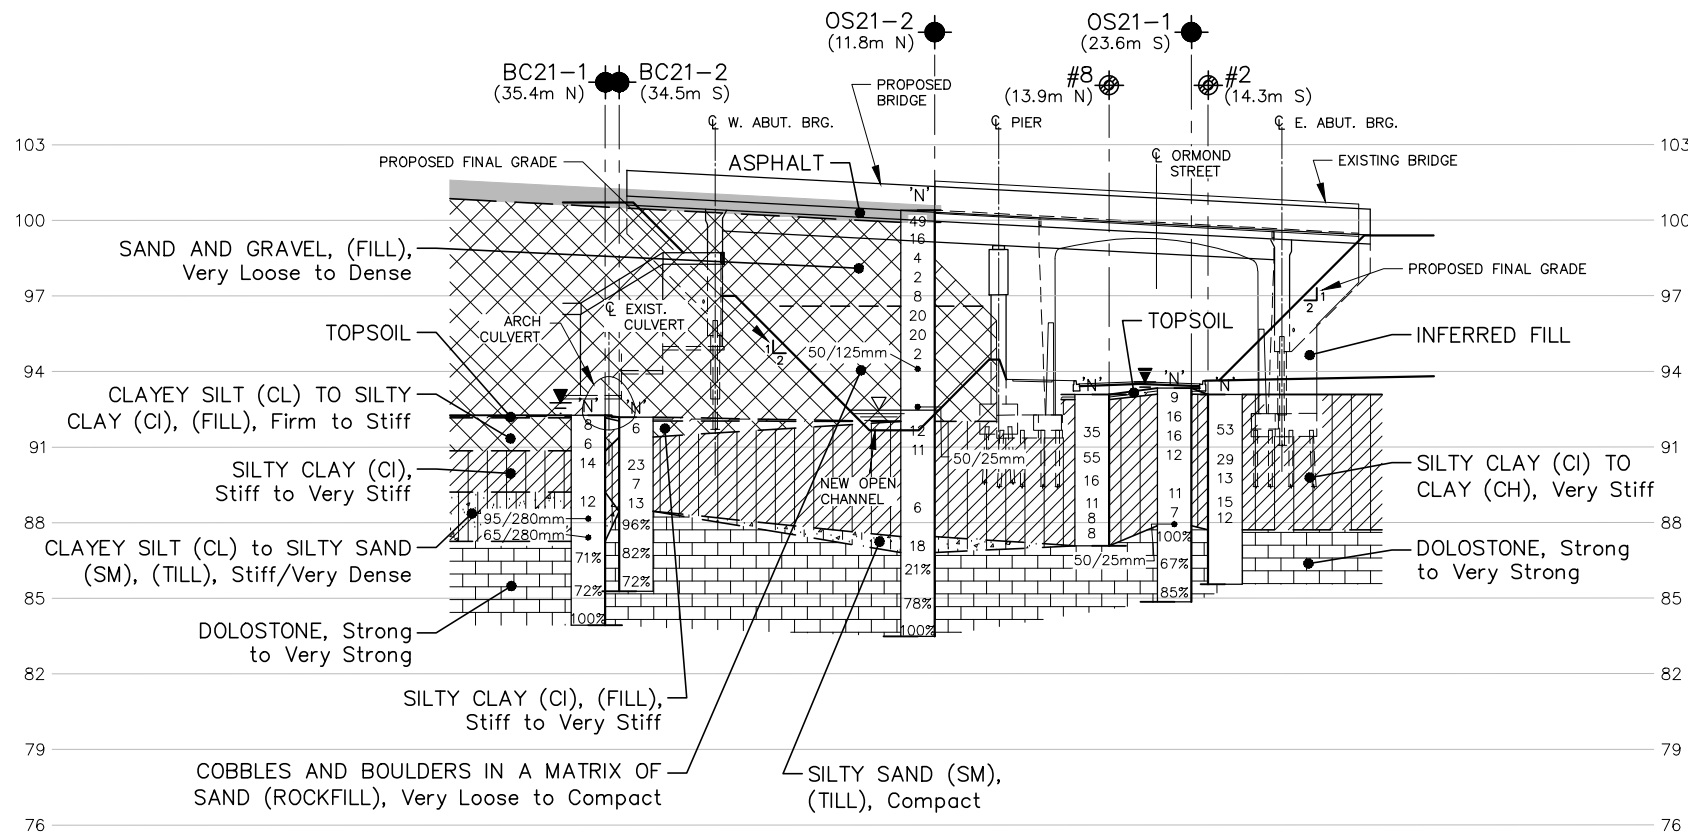 OS21-2
(11.8m N)
OS21-1
(23.6m S)
BC21-1
(35.4m N)
BC21-2
(34.5m S)
#8
(13.9m N)
#2
(14.3m S)
PROPOSED
BRIDGE
℄ W. ABUT. BRG.
℄ PIER
℄ E. ABUT. BRG.
℄ ORMOND
STREET
103
103
PROPOSED FINAL GRADE
ASPHALT
EXISTING BRIDGE
'N'
100
100
49
16
4
2
8
20
20
2
SAND AND GRAVEL, (FILL),
Very Loose to Dense
PROPOSED FINAL GRADE
97
97
1
2
ARCH
CULVERT
℄ EXIST.
CULVERT
TOPSOIL
TOPSOIL
INFERRED FILL
1
2
50/125mm
94
94
CLAYEY SILT (CL) TO SILTY
CLAY (CI), (FILL), Firm to Stiff
'N'
'N'
'N'
'N'
'N'
8
6
14
12
95/280mm
65/280mm
71%
72%
100%
6
23
7
13
96%
82%
72%
12
11
6
18
21%
78%
100%
50/25mm
35
55
16
11
8
8
50/25mm
9
16
16
12
11
7
100%
67%
85%
53
29
13
15
12
91
91
SILTY CLAY (CI),
Stiff to Very Stiff
NEW OPEN
CHANNEL
SILTY CLAY (CI) TO
CLAY (CH), Very Stiff
88
88
CLAYEY SILT (CL) to SILTY SAND
(SM), (TILL), Stiff/Very Dense
DOLOSTONE, Strong
to Very Strong
85
85
DOLOSTONE, Strong
to Very Strong
82
82
SILTY CLAY (CI), (FILL),
Stiff to Very Stiff
79
79
COBBLES AND BOULDERS IN A MATRIX OF
SAND (ROCKFILL), Very Loose to Compact
SILTY SAND (SM),
(TILL), Compact
76
76